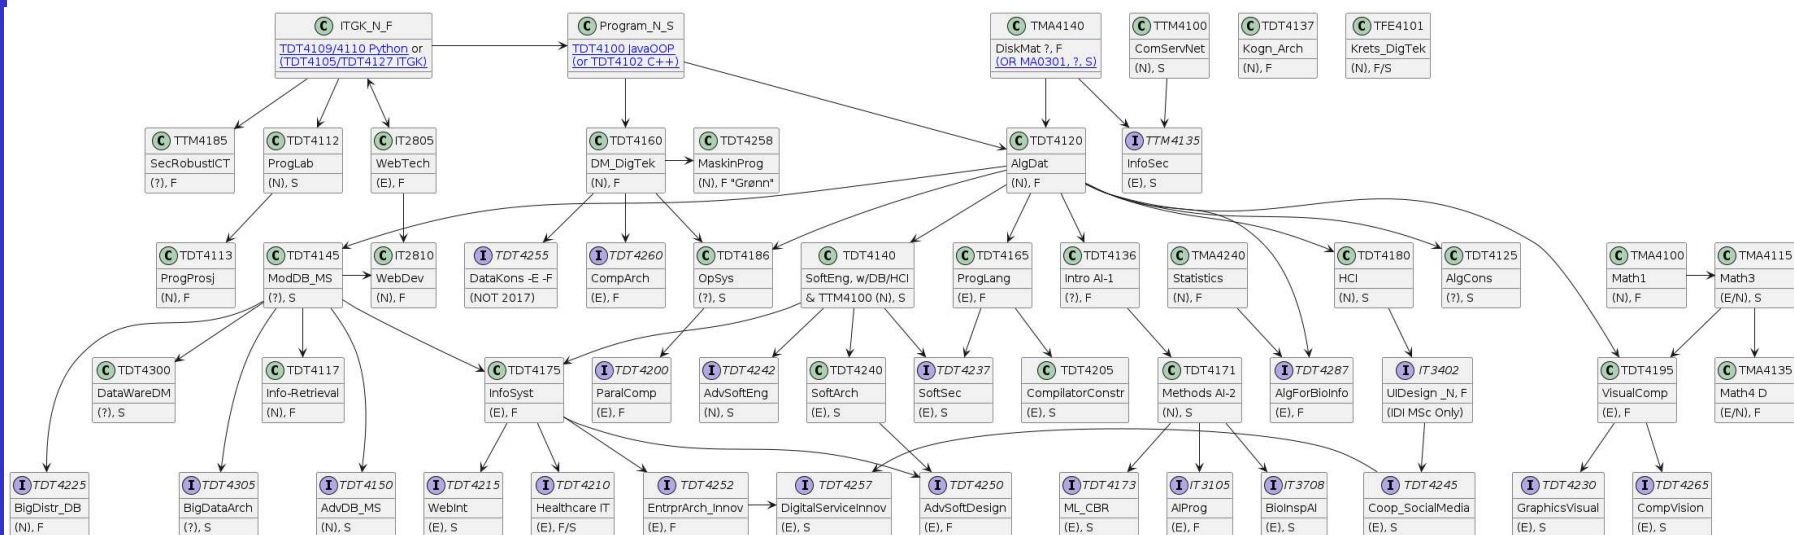 C ITGK_N_F
TDT4109/4110 Python or
(TDT4105/TDT4127 ITGK)
C Program_N_S
TDT4100 JavaOOP
(or TDT4102 C++)
C TMA4140
DiskMat ?, F
(OR MA0301, ?, S)
C TTM4100
ComServNet
(N), S
C TDT4137
Kogn_Arch
(N), F
C TFE4101
Krets_DigTek
(N), F/S
C TTM4185
SecRobustICT
(?), F
C TDT4112
ProgLab
(N), S
C IT2805
WebTech
(E), F
C TDT4160
DM_DigTek
(N), F
C TDT4258
MaskinProg
(N), F "Grønn"
C TDT4120
AlgDat
(N), F
I TTM4135
InfoSec
(E), S
C TDT4113
ProgProsj
(N), F
C TDT4145
ModDB_MS
(?), S
C IT2810
WebDev
(N), F
I TDT4255
DataKons -E -F
(NOT 2017)
I TDT4260
CompArch
(E), F
C TDT4186
OpSys
(?), S
C TDT4140
SoftEng, w/DB/HCI
& TTM4100 (N), S
C TDT4165
ProgLang
(E), F
C TDT4136
Intro AI-1
(?), F
C TMA4240
Statistics
(N), F
C TDT4180
HCI
(N), S
C TDT4125
AlgCons
(?), S
C TMA4100
Math1
(N), F
C TMA4115
Math3
(E/N), S
C TDT4300
DataWareDM
(?), S
C TDT4117
Info-Retrieval
(N), F
C TDT4175
InfoSyst
(E), F
I TDT4200
ParalComp
(E), F
I TDT4242
AdvSoftEng
(N), S
C TDT4240
SoftArch
(E), S
I TDT4237
SoftSec
(E), S
C TDT4205
CompilatorConstr
(E), S
C TDT4171
Methods AI-2
(N), S
I TDT4287
AlgForBioInfo
(E), F
I IT3402
UIDesign _N, F
(IDI MSc Only)
C TDT4195
VisualComp
(E), F
C TMA4135
Math4 D
(E/N), F
I TDT4225
BigDistr_DB
(N), F
I TDT4305
BigDataArch
(?), S
I TDT4150
AdvDB_MS
(N), S
I TDT4215
WebInt
(E), S
I TDT4210
Healthcare IT
(E), F/S
I TDT4252
EntrprArch_Innov
(E), S
I TDT4257
DigitalServiceInnov
(E), S
I TDT4250
AdvSoftDesign
(E), F
I TDT4173
ML_CBR
(E), S
I IT3105
AIProg
(E), F
I IT3708
BioInspAI
(E), S
I TDT4245
Coop_SocialMedia
(E), S
I TDT4230
GraphicsVisual
(E), S
I TDT4265
CompVision
(E), S